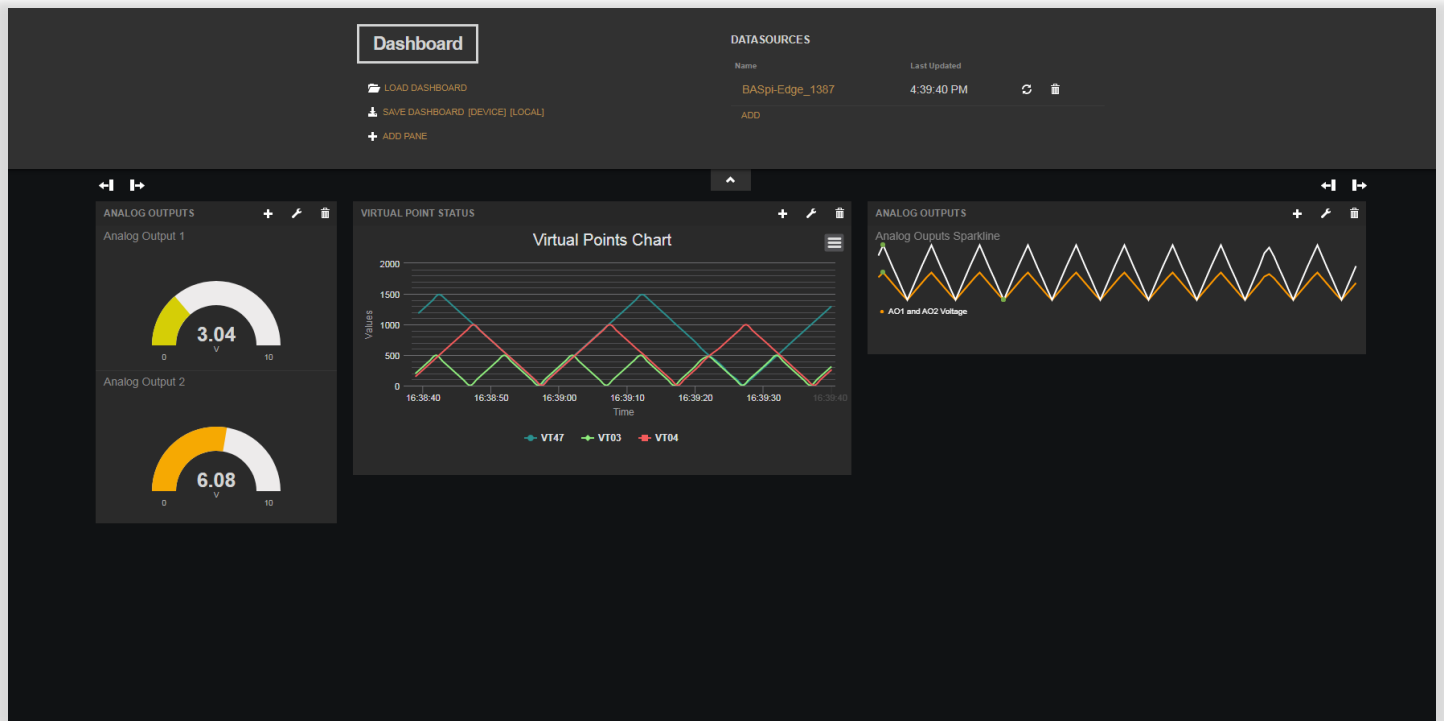 Dashboard
LOAD DASHBOARD
SAVE DASHBOARD [DEVICE] [LOCAL]
ADD PANE
DATASOURCES
Name Last Updated
BASpi-Edge_1387 4:39:40 PM
ADD
ANALOG OUTPUTS
Analog Output 1
3.04
V
0 10
Analog Output 2
6.08
V
0 10
VIRTUAL POINT STATUS
Virtual Points Chart
Values
2000
1500
1000
500
0
16:38:40 16:38:50 16:39:00 16:39:10 16:39:20 16:39:30 16:39:40
Time
VT47 VT03 VT04
ANALOG OUTPUTS
Analog Ouputs Sparkline
AO1 and AO2 Voltage